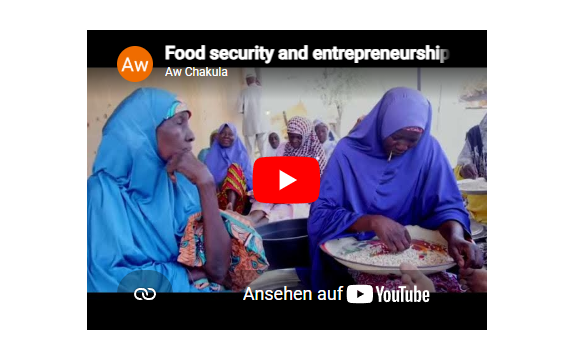 Aw
Food security and entrepreneurship
Aw Chakula
Ansehen auf YouTube